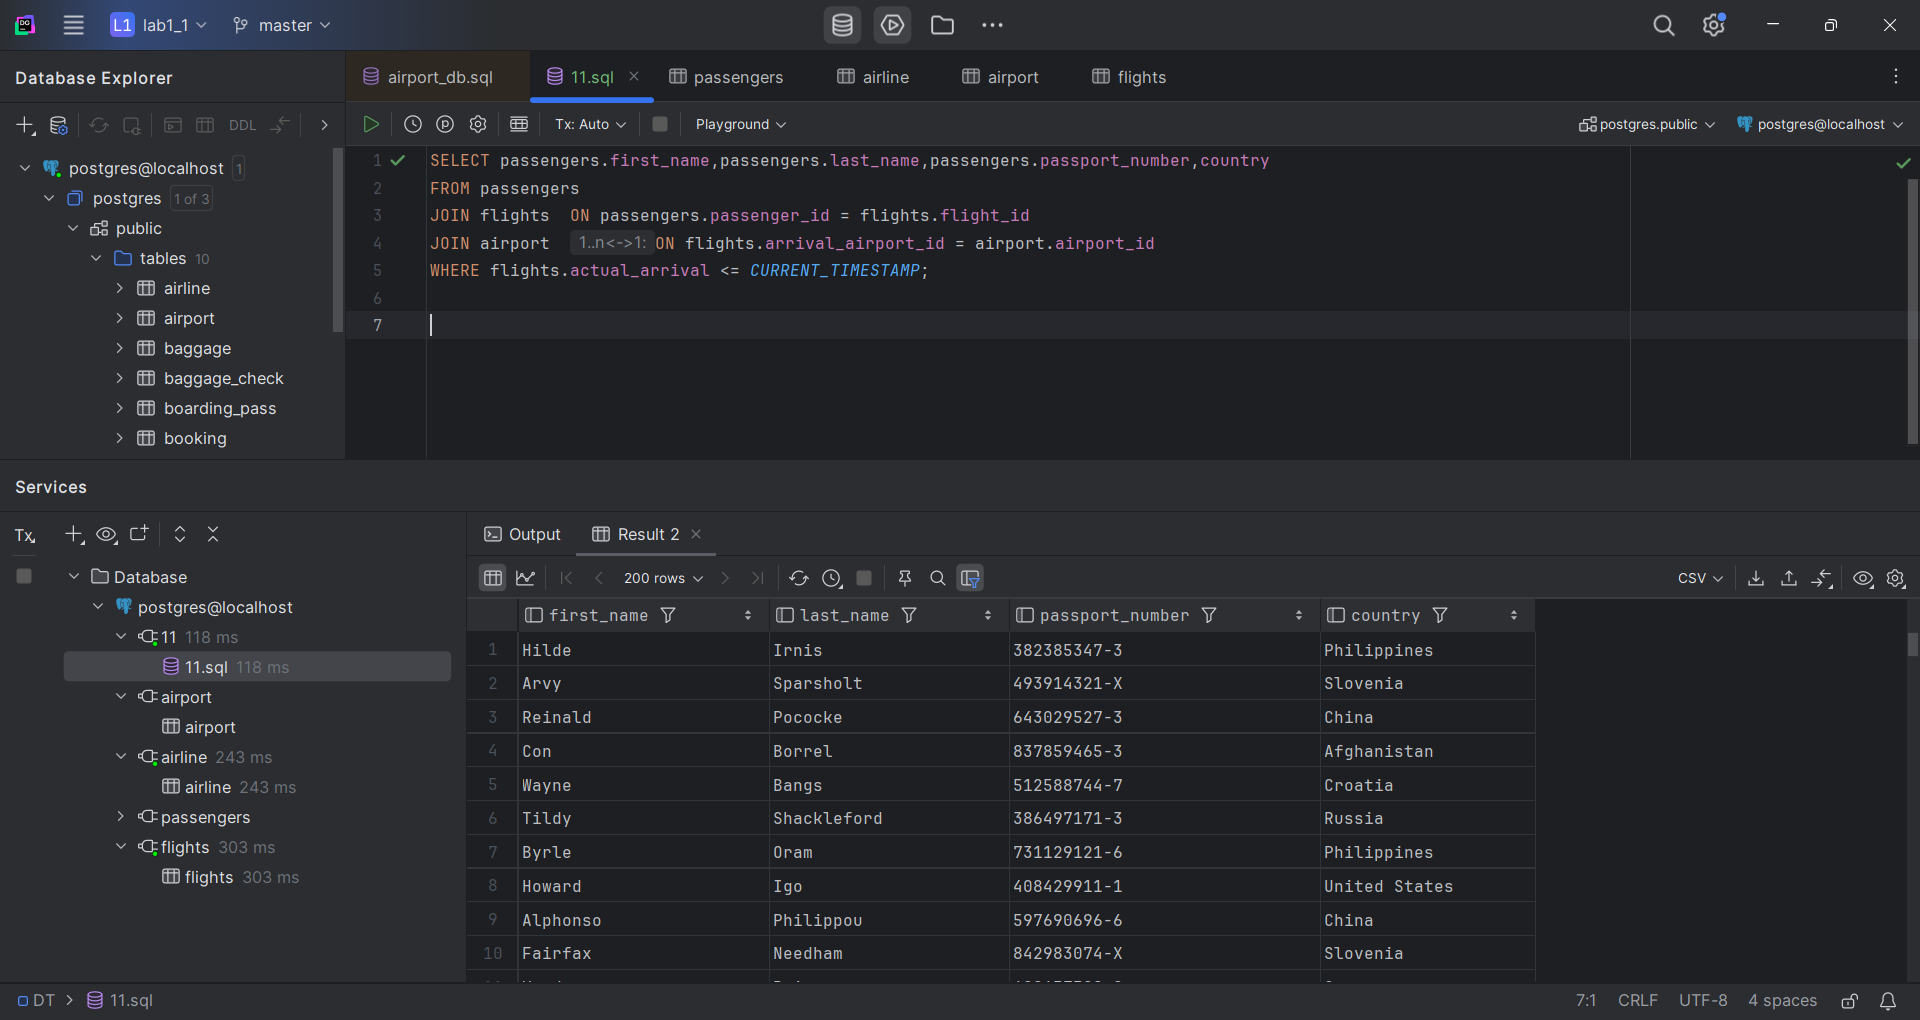 L1 lab1_1 master
Database Explorer
airport_db.sql 11.sql passengers airline airport flights
DDL
Tx: Auto Playground postgres.public postgres@localhost
postgres@localhost 1
postgres 1 of 3
public
tables 10
airline
airport
baggage
baggage_check
boarding_pass
booking
1 SELECT passengers.first_name,passengers.last_name,passengers.passport_number,country
2 FROM passengers
3 JOIN flights  ON passengers.passenger_id = flights.flight_id
4 JOIN airport  1..n<->1: ON flights.arrival_airport_id = airport.airport_id
5 WHERE flights.actual_arrival <= CURRENT_TIMESTAMP;
6
7
Services
Tx
Database
postgres@localhost
11 118 ms
11.sql 118 ms
airport
airport
airline 243 ms
airline 243 ms
passengers
flights 303 ms
flights 303 ms
Output Result 2
200 rows CSV
first_name last_name passport_number country
1 Hilde Irnis 382385347-3 Philippines
2 Arvy Sparsholt 493914321-X Slovenia
3 Reinald Pococke 643029527-3 China
4 Con Borrel 837859465-3 Afghanistan
5 Wayne Bangs 512588744-7 Croatia
6 Tildy Shackleford 386497171-3 Russia
7 Byrle Oram 731129121-6 Philippines
8 Howard Igo 408429911-1 United States
9 Alphonso Philippou 597690696-6 China
10 Fairfax Needham 842983074-X Slovenia
DT 11.sql
7:1 CRLF UTF-8 4 spaces